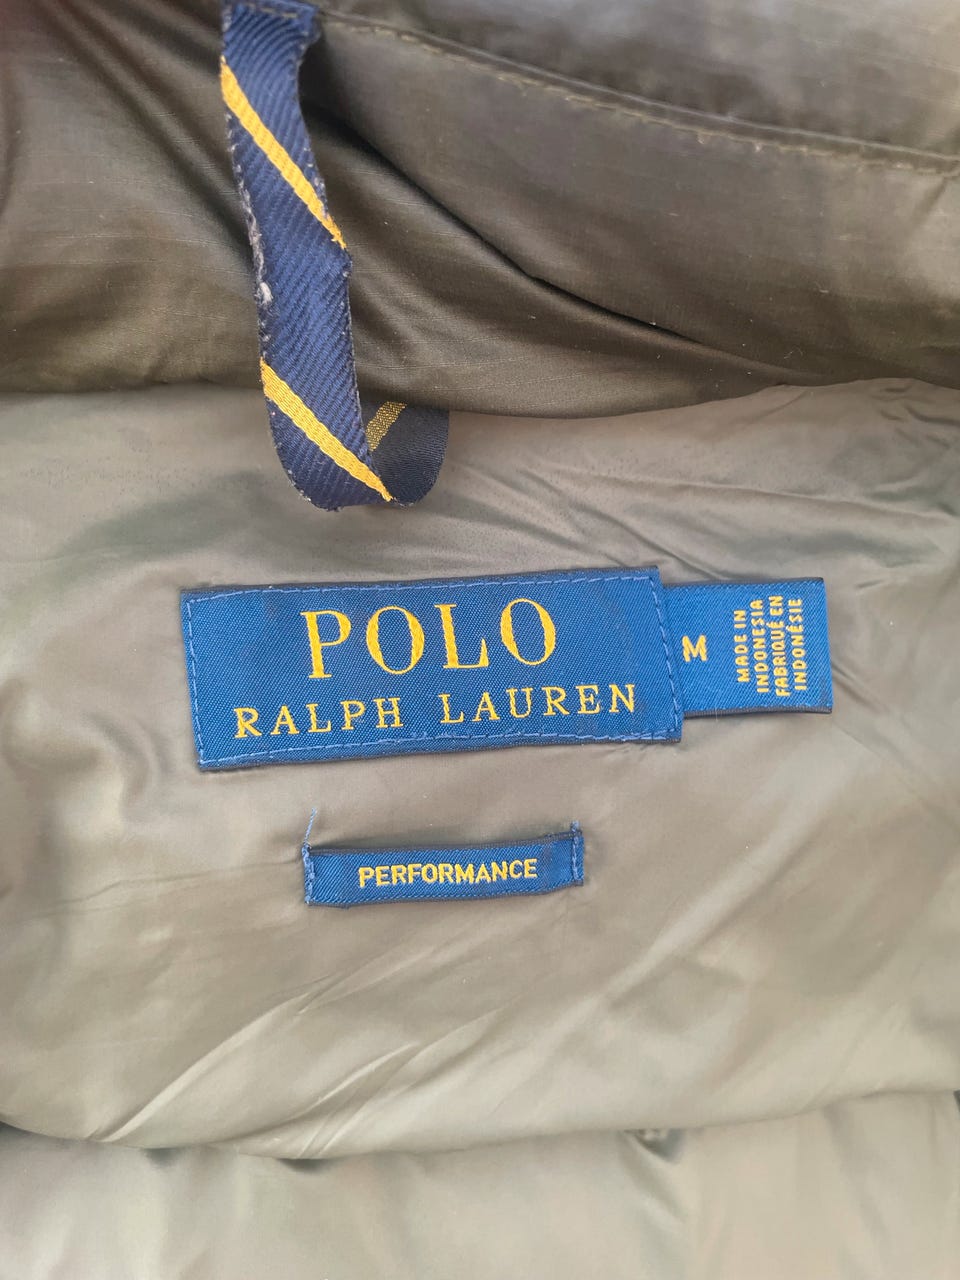 POLO
RALPH LAUREN
M
MADE IN
INDONESIA
FABRIQUÉ EN
INDONÉSIE
PERFORMANCE